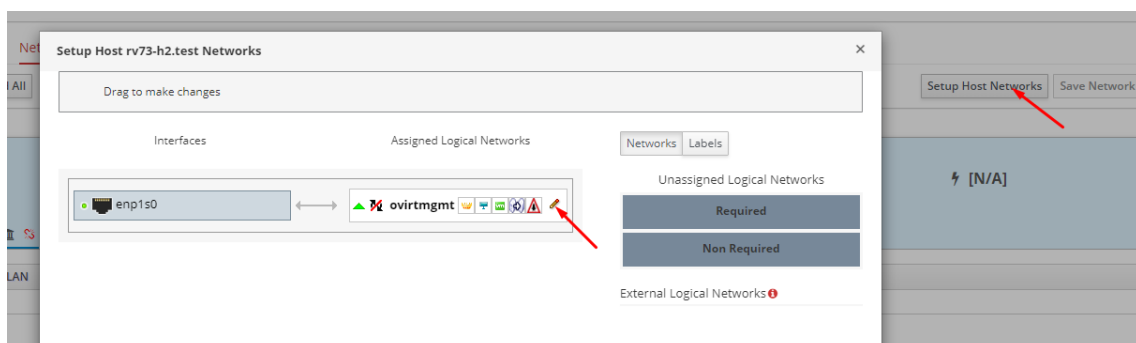 Net
Setup Host rv73-h2.test Networks
×
All
Drag to make changes
Setup Host Networks
Save Network
Interfaces
Assigned Logical Networks
Networks
Labels
Unassigned Logical Networks
[N/A]
enp1s0
ovirtmgmt
Required
Non Required
LAN
External Logical Networks